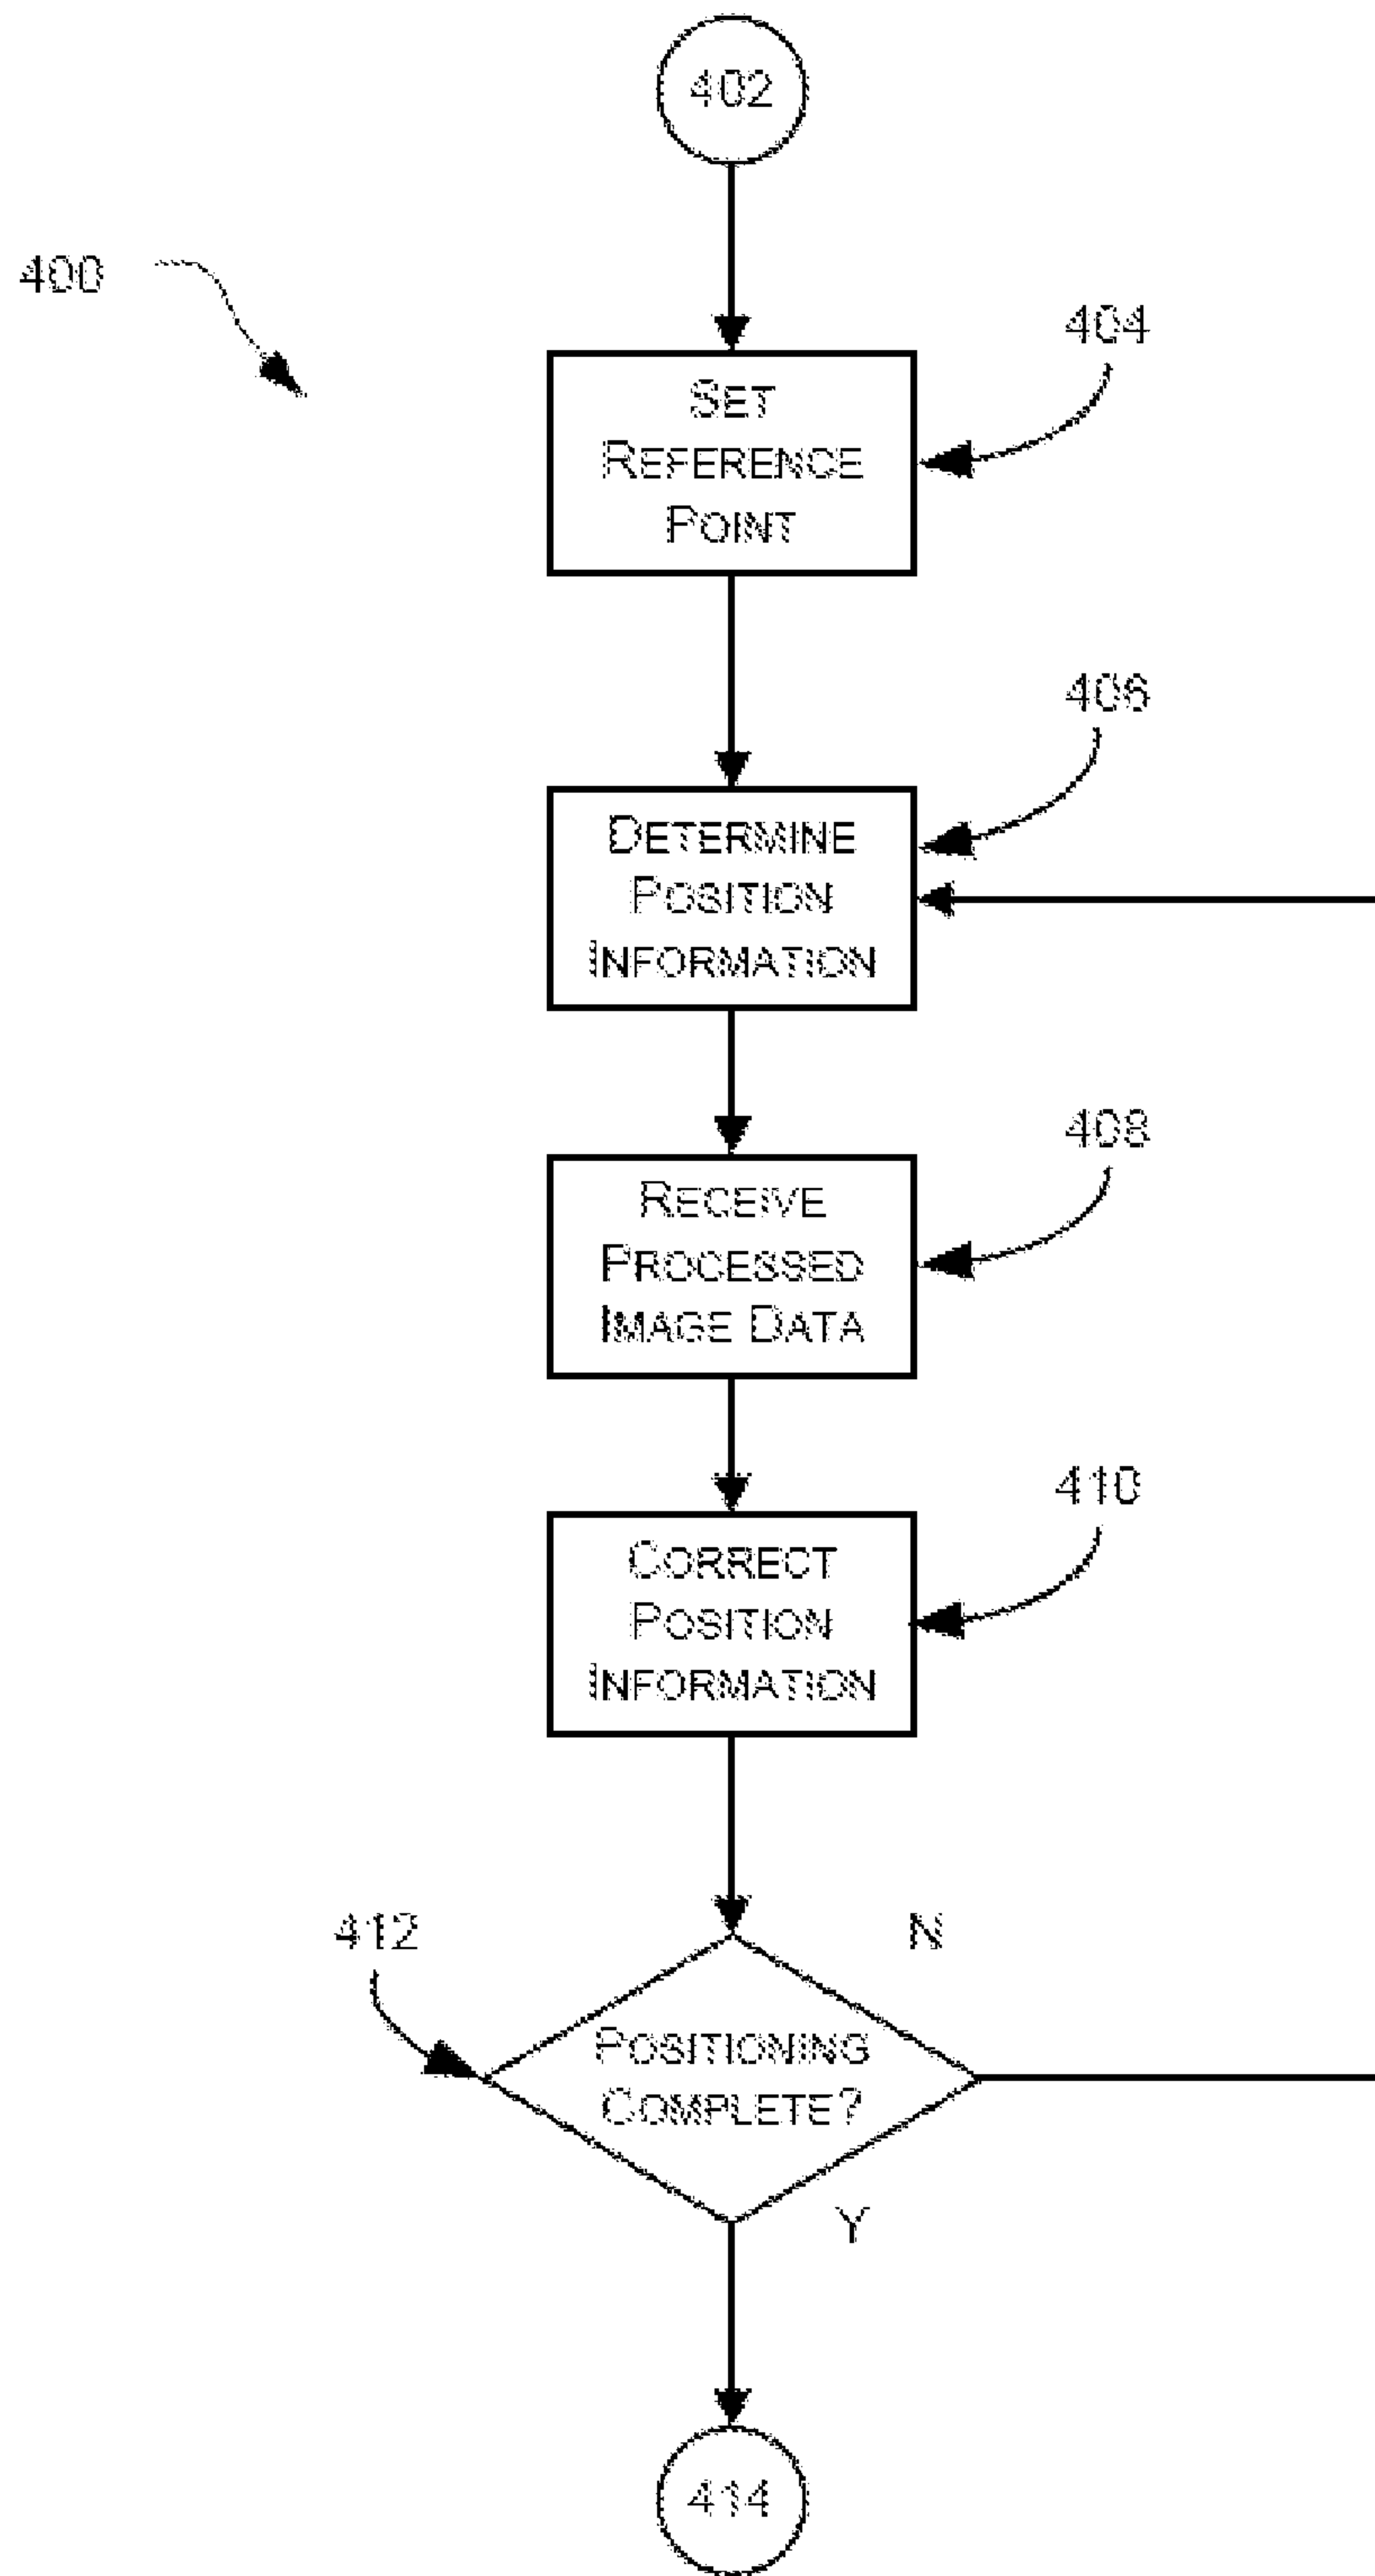 402
400
404
SET
REFERENCE
POINT
406
DETERMINE
POSITION
INFORMATION
408
RECEIVE
PROCESSED
IMAGE DATA
410
CORRECT
POSITION
INFORMATION
412
N
POSITIONING
COMPLETE?
Y
414